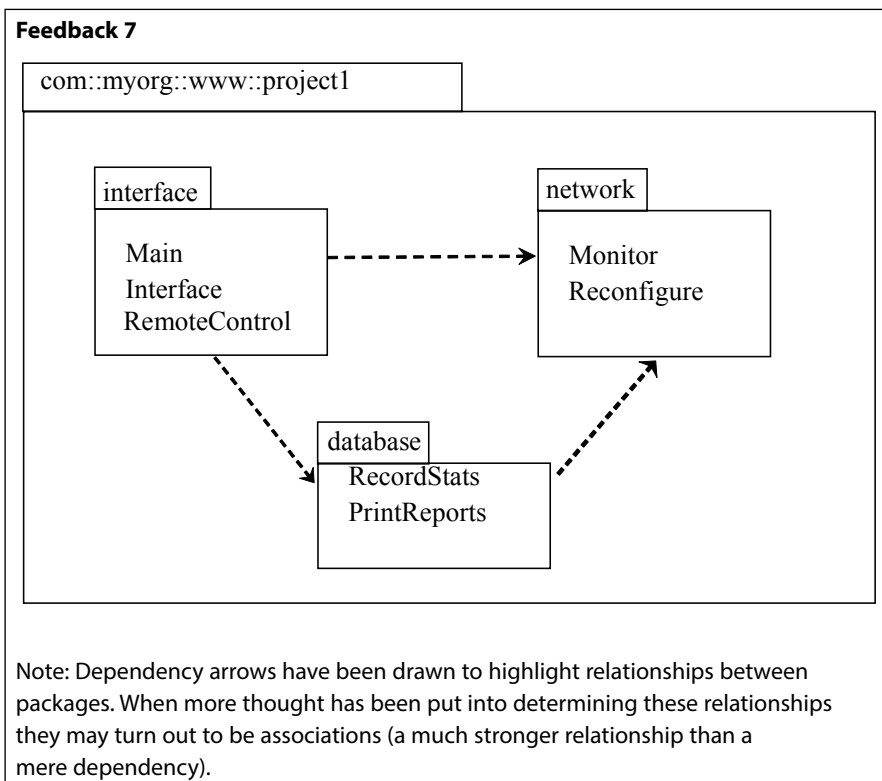 Feedback 7
com::myorg::www::project1
interface
Main
Interface
RemoteControl
network
Monitor
Reconfigure
database
RecordStats
PrintReports
Note: Dependency arrows have been drawn to highlight relationships between
packages. When more thought has been put into determining these relationships
they may turn out to be associations (a much stronger relationship than a
mere dependency).